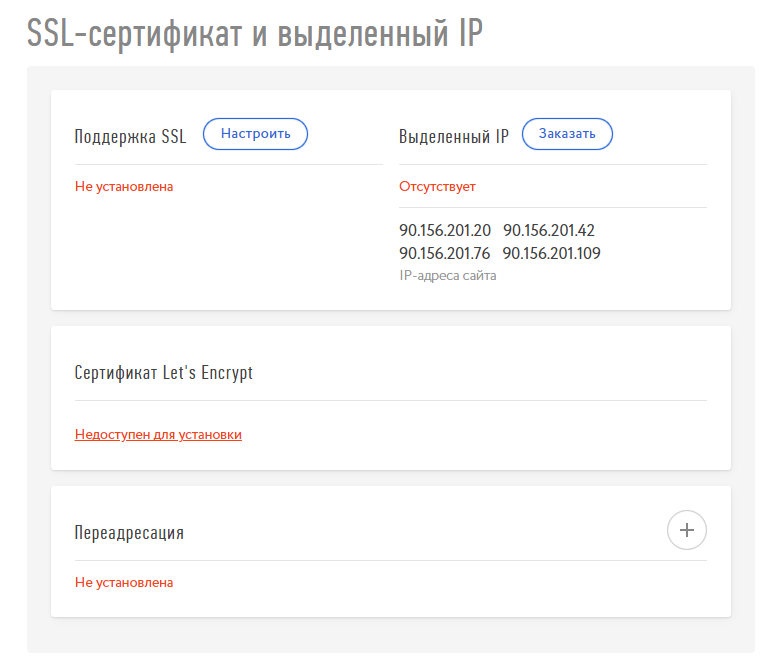 SSL-сертификат и выделенный IP
Поддержка SSL Настроить
Не установлена
Выделенный IP Заказать
Отсутствует
90.156.201.20 90.156.201.42
90.156.201.76 90.156.201.109
IP-адреса сайта
Сертификат Let's Encrypt
Недоступен для установки
Переадресация
Не установлена